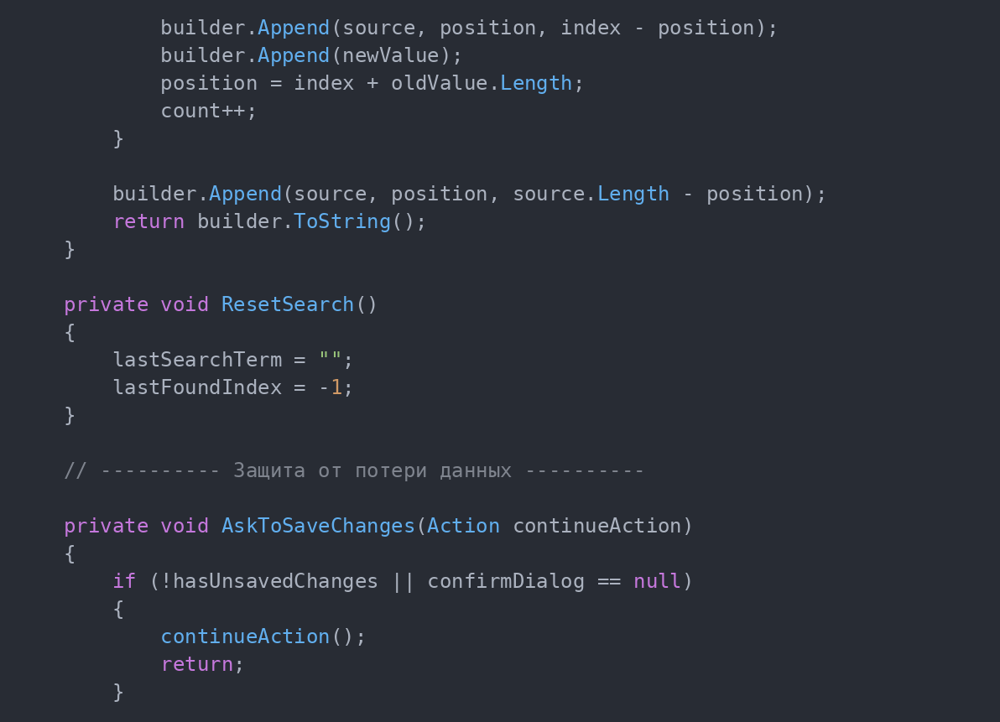 builder.Append(source, position, index - position);
            builder.Append(newValue);
            position = index + oldValue.Length;
            count++;
        }

        builder.Append(source, position, source.Length - position);
        return builder.ToString();
    }

    private void ResetSearch()
    {
        lastSearchTerm = "";
        lastFoundIndex = -1;
    }

    // ---------- Защита от потери данных ----------

    private void AskToSaveChanges(Action continueAction)
    {
        if (!hasUnsavedChanges || confirmDialog == null)
        {
            continueAction();
            return;
        }